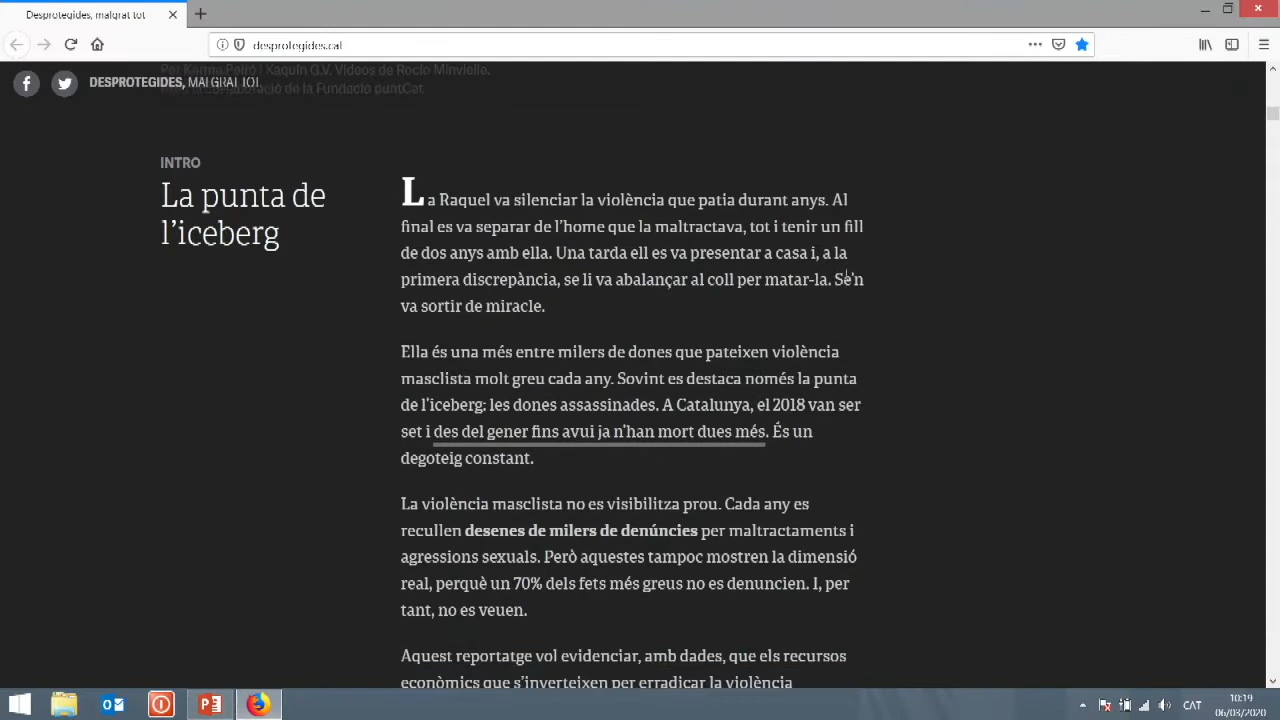 Desprotegides, malgrat tot
desprotegides.cat
Per Karma Peiró i Xaquín G.V. Vídeos de Rocío Minvielle.
la Fundació puntCat
DESPROTEGIDES, MALGRAT TOT
INTRO
La punta de
l'iceberg
La Raquel va silenciar la violència que patia durant anys. Al
final es va separar de l'home que la maltractava, tot i tenir un fill
de dos anys amb ella. Una tarda ell es va presentar a casa i, a la
primera discrepància, se li va abalançar al coll per matar-la. Se'n
va sortir de miracle.
Ella és una més entre milers de dones que pateixen violència
masclista molt greu cada any. Sovint es destaca només la punta
de l'iceberg: les dones assassinades. A Catalunya, el 2018 van ser
set i des del gener fins avui ja n'han mort dues més. És un
degoteig constant.
La violència masclista no es visibilitza prou. Cada any es
recullen desenes de milers de denúncies per maltractaments i
agressions sexuals. Però aquestes tampoc mostren la dimensió
real, perquè un 70% dels fets més greus no es denuncien. I, per
tant, no es veuen.
Aquest reportatge vol evidenciar, amb dades, que els recursos
econòmics que s'inverteixen per erradicar la violència
CAT
10:19
06/03/2020